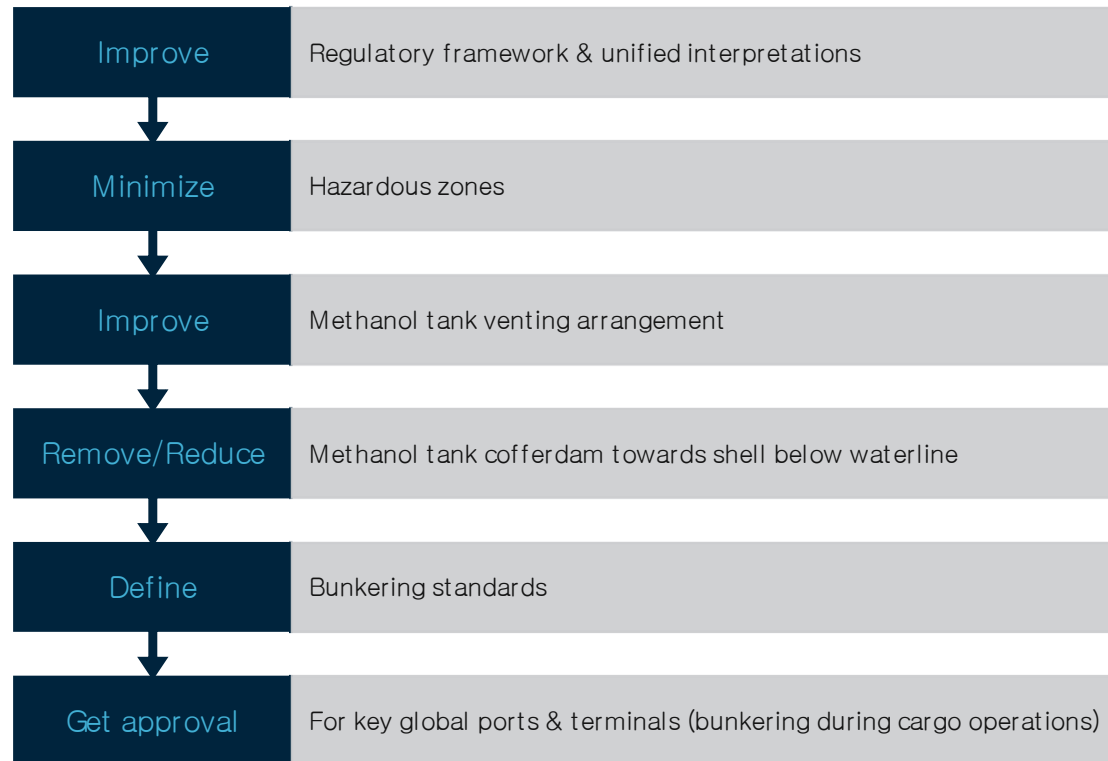 Improve
Regulatory framework & unified interpretations
Minimize
Hazardous zones
Improve
Methanol tank venting arrangement
Remove/Reduce
Methanol tank cofferdam towards shell below waterline
Define
Bunkering standards
Get approval
For key global ports & terminals (bunkering during cargo operations)